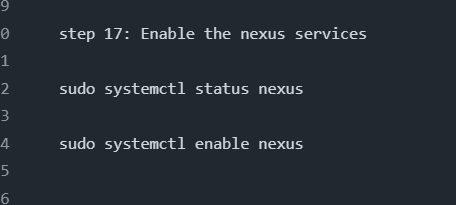 9
0 step 17: Enable the nexus services
1
2 sudo systemctl status nexus
3
4 sudo systemctl enable nexus
5
6